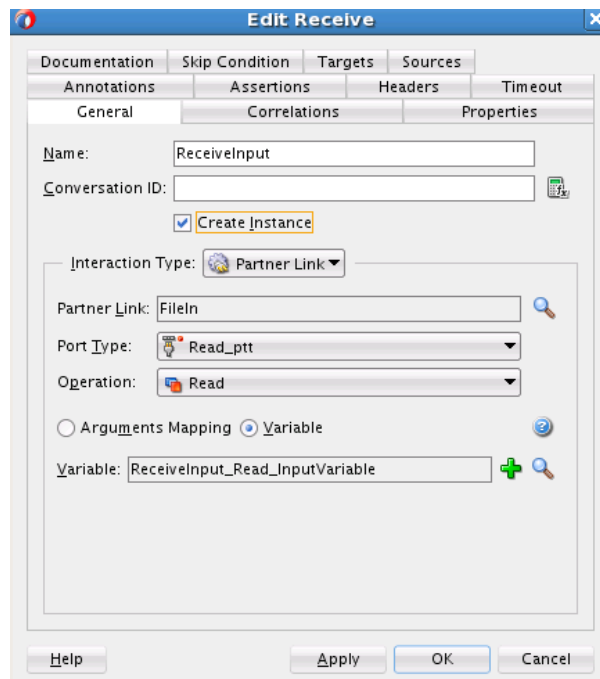 Edit Receive
Documentation Skip Condition Targets Sources
Annotations Assertions Headers Timeout
General Correlations Properties
Name: ReceiveInput
Conversation ID:
Create Instance
Interaction Type: Partner Link
Partner Link: FileIn
Port Type: Read_ptt
Operation: Read
Arguments Mapping Variable
Variable: ReceiveInput_Read_InputVariable
Help Apply OK Cancel